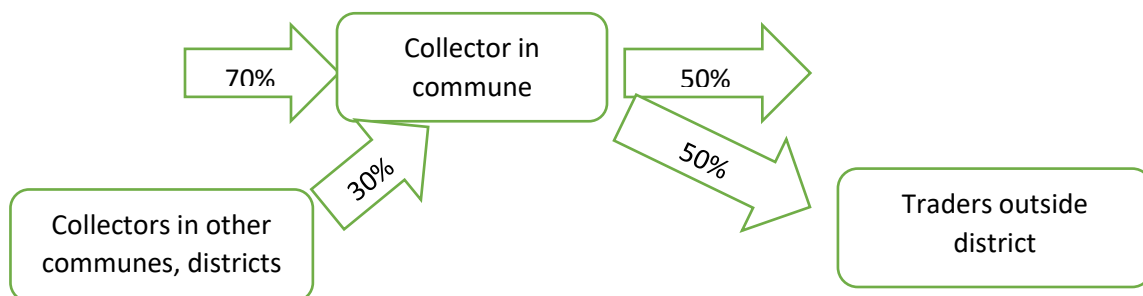 Collector in
commune
70%
50%
30%
50%
Collectors in other
communes, districts
Traders outside
district